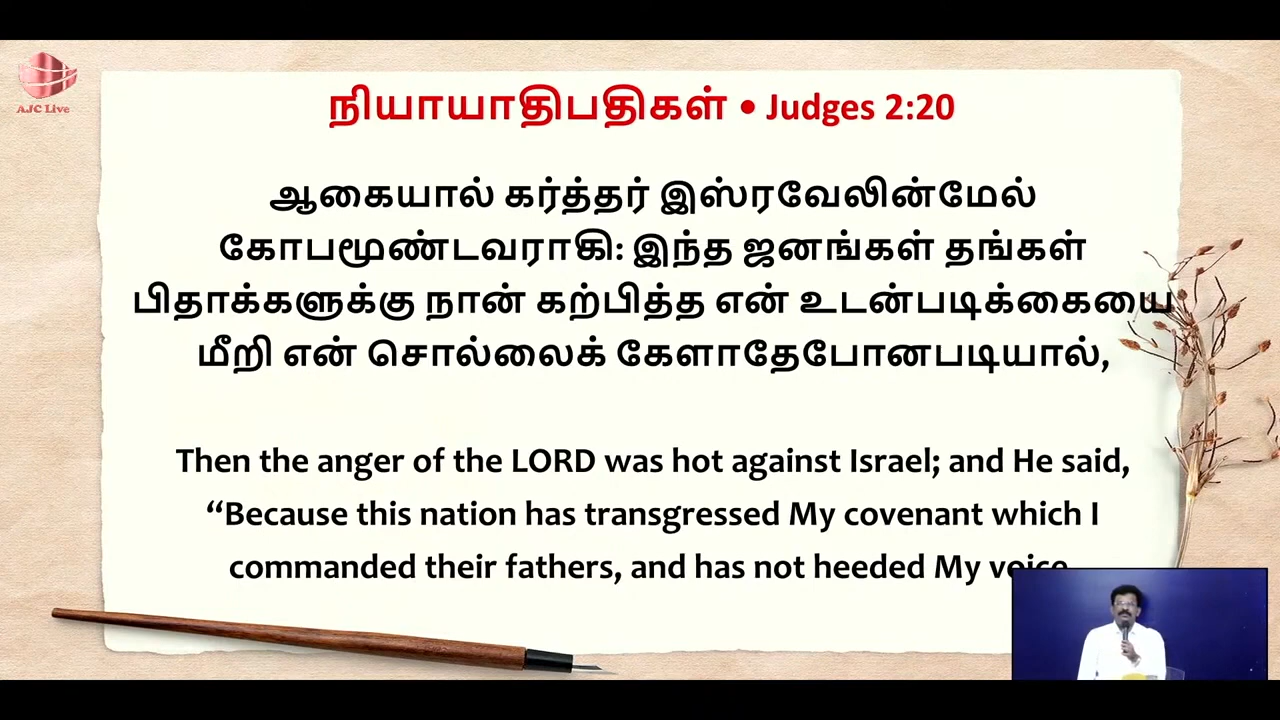 AJC Live
நியாயாதிபதிகள் • Judges 2:20
ஆகையால் கர்த்தர் இஸ்ரவேலின்மேல்
கோபமூண்டவராகி: இந்த ஜனங்கள் தங்கள்
பிதாக்களுக்கு நான் கற்பித்த என் உடன்படிக்கையை
மீறி என் சொல்லைக் கேளாதேபோனபடியால்,
Then the anger of the LORD was hot against Israel; and He said,
“Because this nation has transgressed My covenant which I
commanded their fathers, and has not heeded My voice